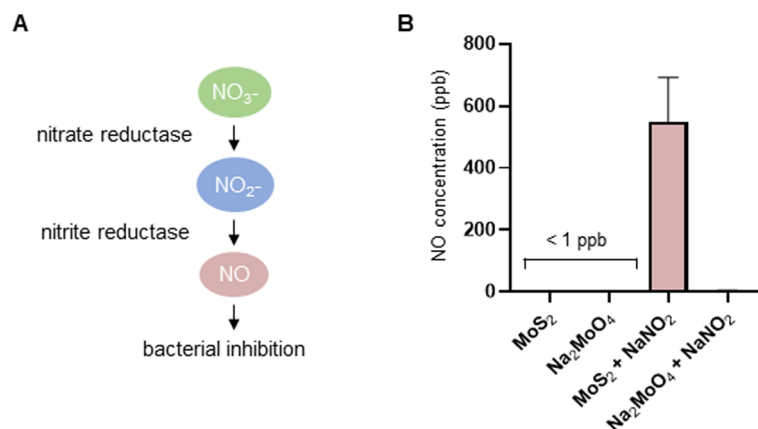 A
NO₃-
nitrate reductase
NO₂-
nitrite reductase
NO
bacterial inhibition
B
NO concentration (ppb)
800
600
400
200
0
< 1 ppb
MoS₂
Na₂MoO₄
MoS₂ + NaNO₂
Na₂MoO₄ + NaNO₂